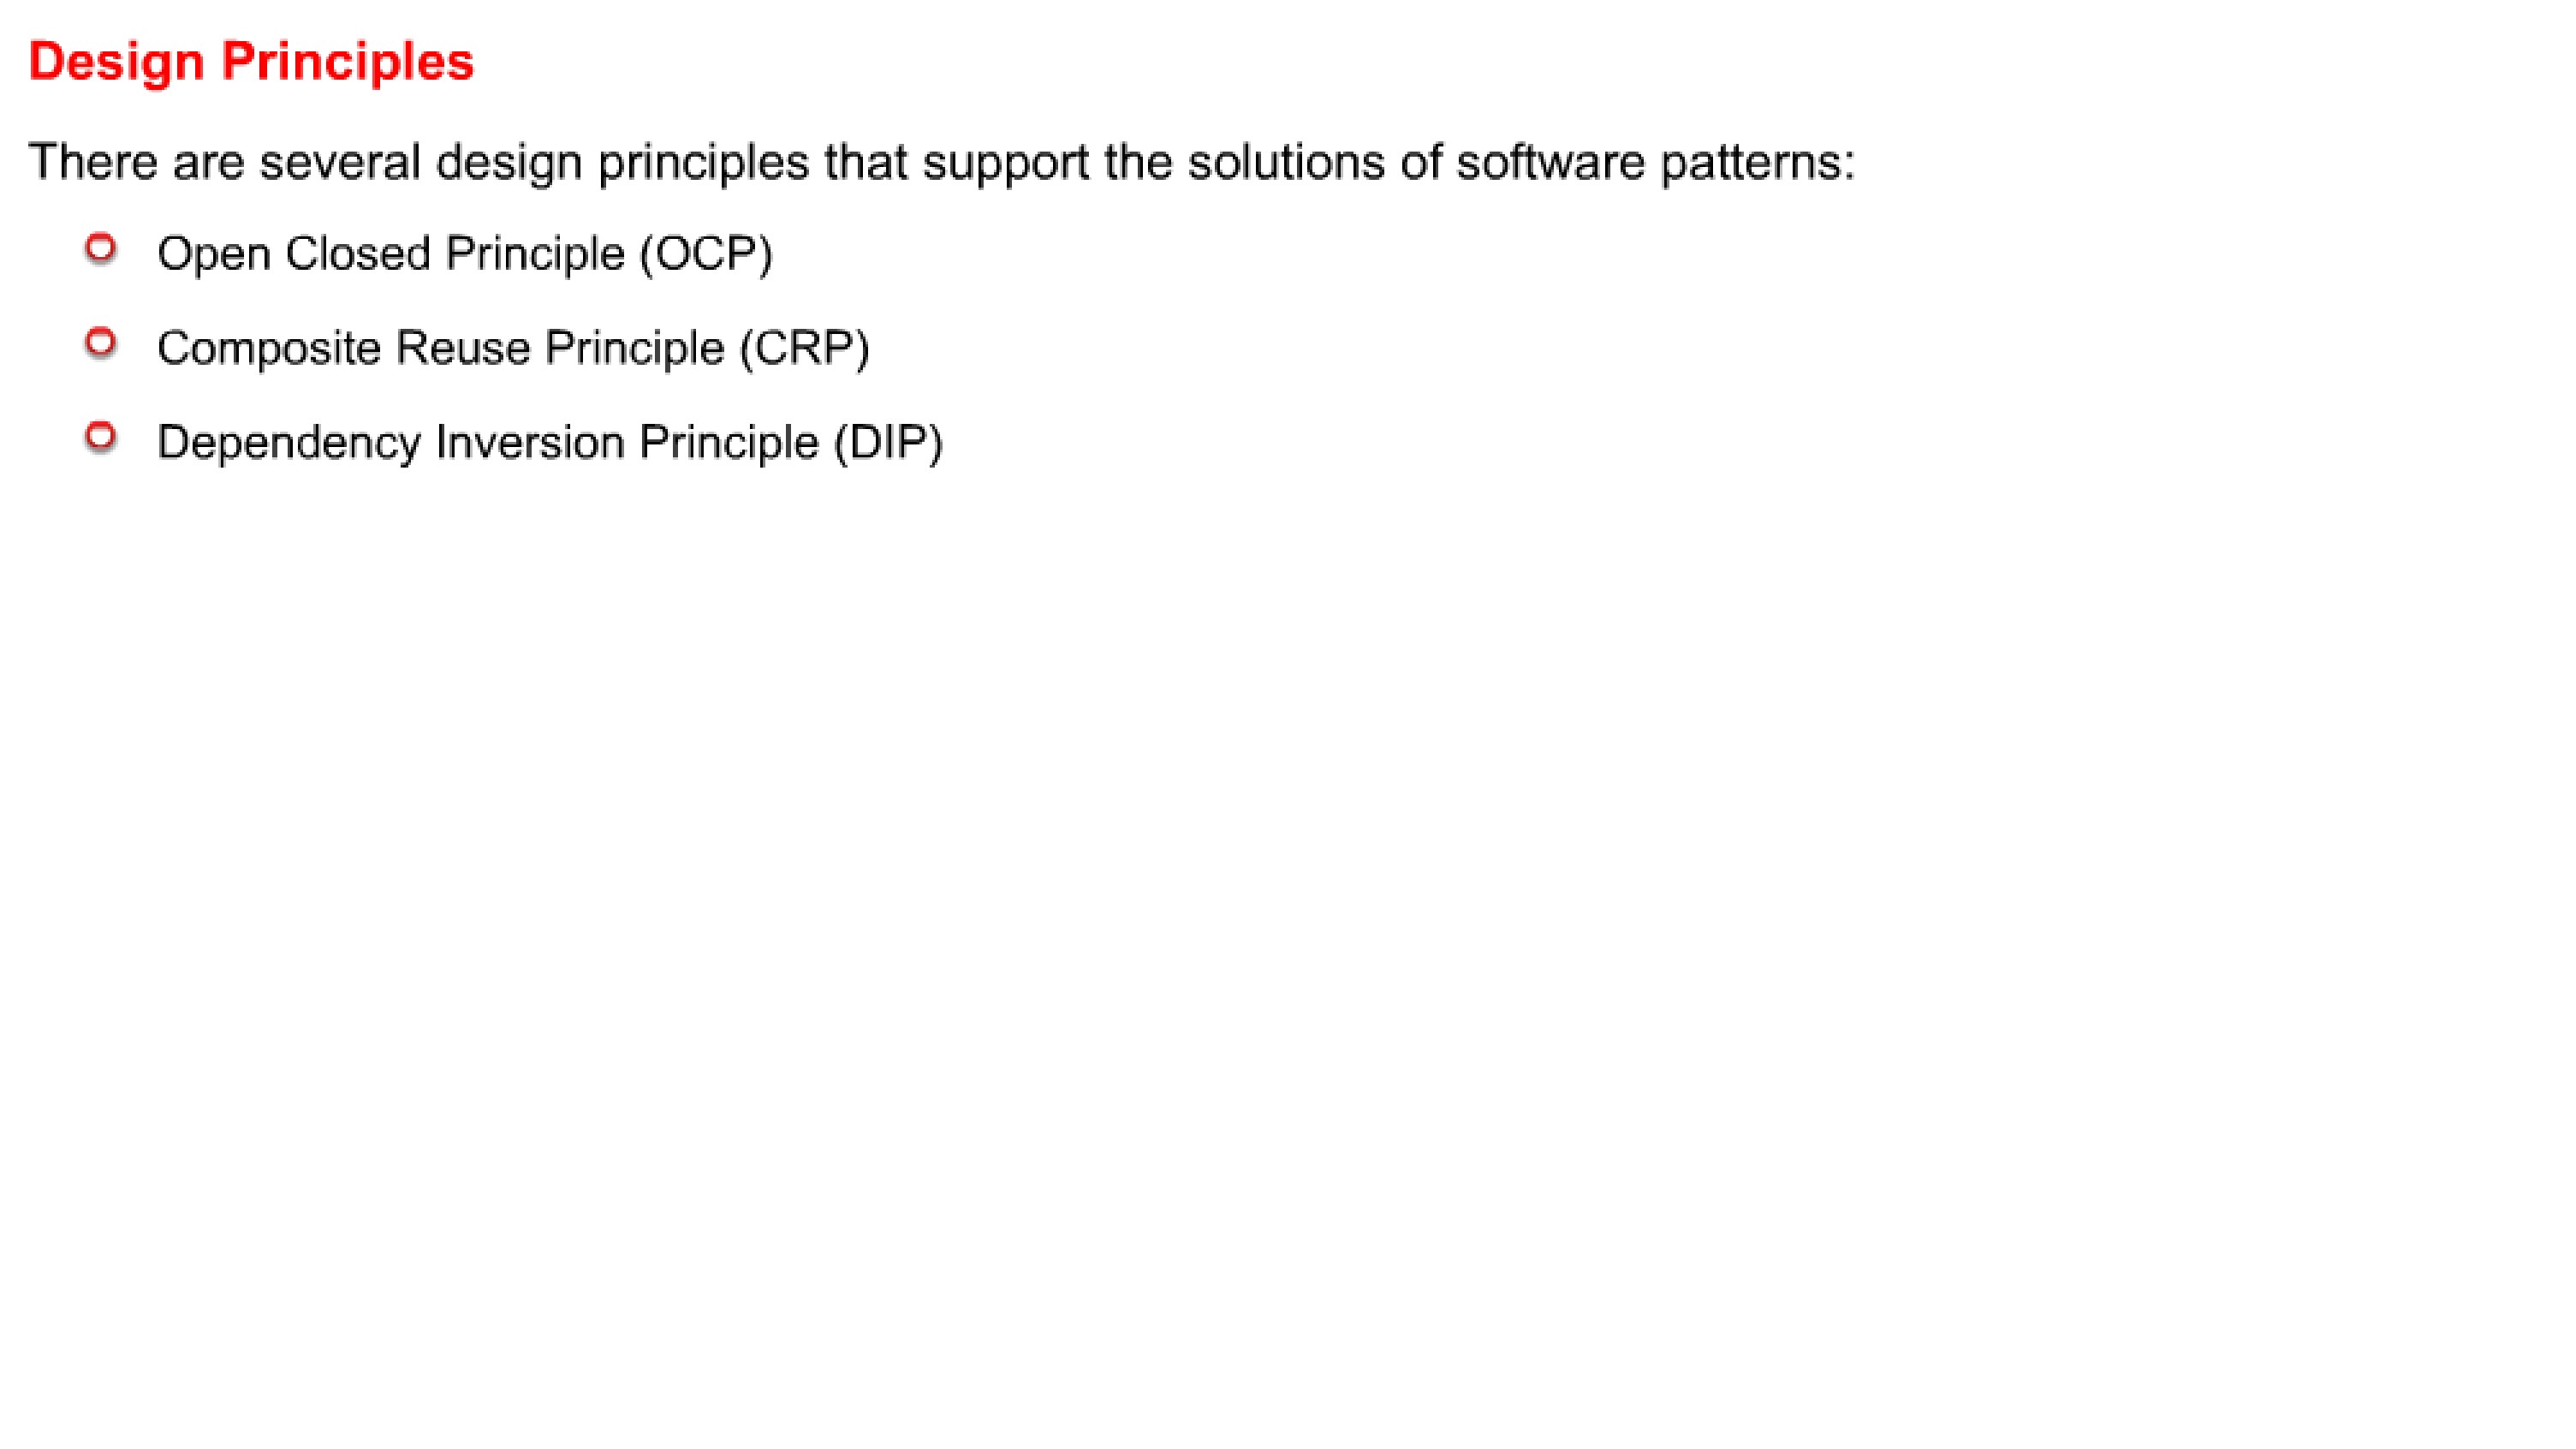 Design Principles
There are several design principles that support the solutions of software patterns:
Open Closed Principle (OCP)
Composite Reuse Principle (CRP)
Dependency Inversion Principle (DIP)